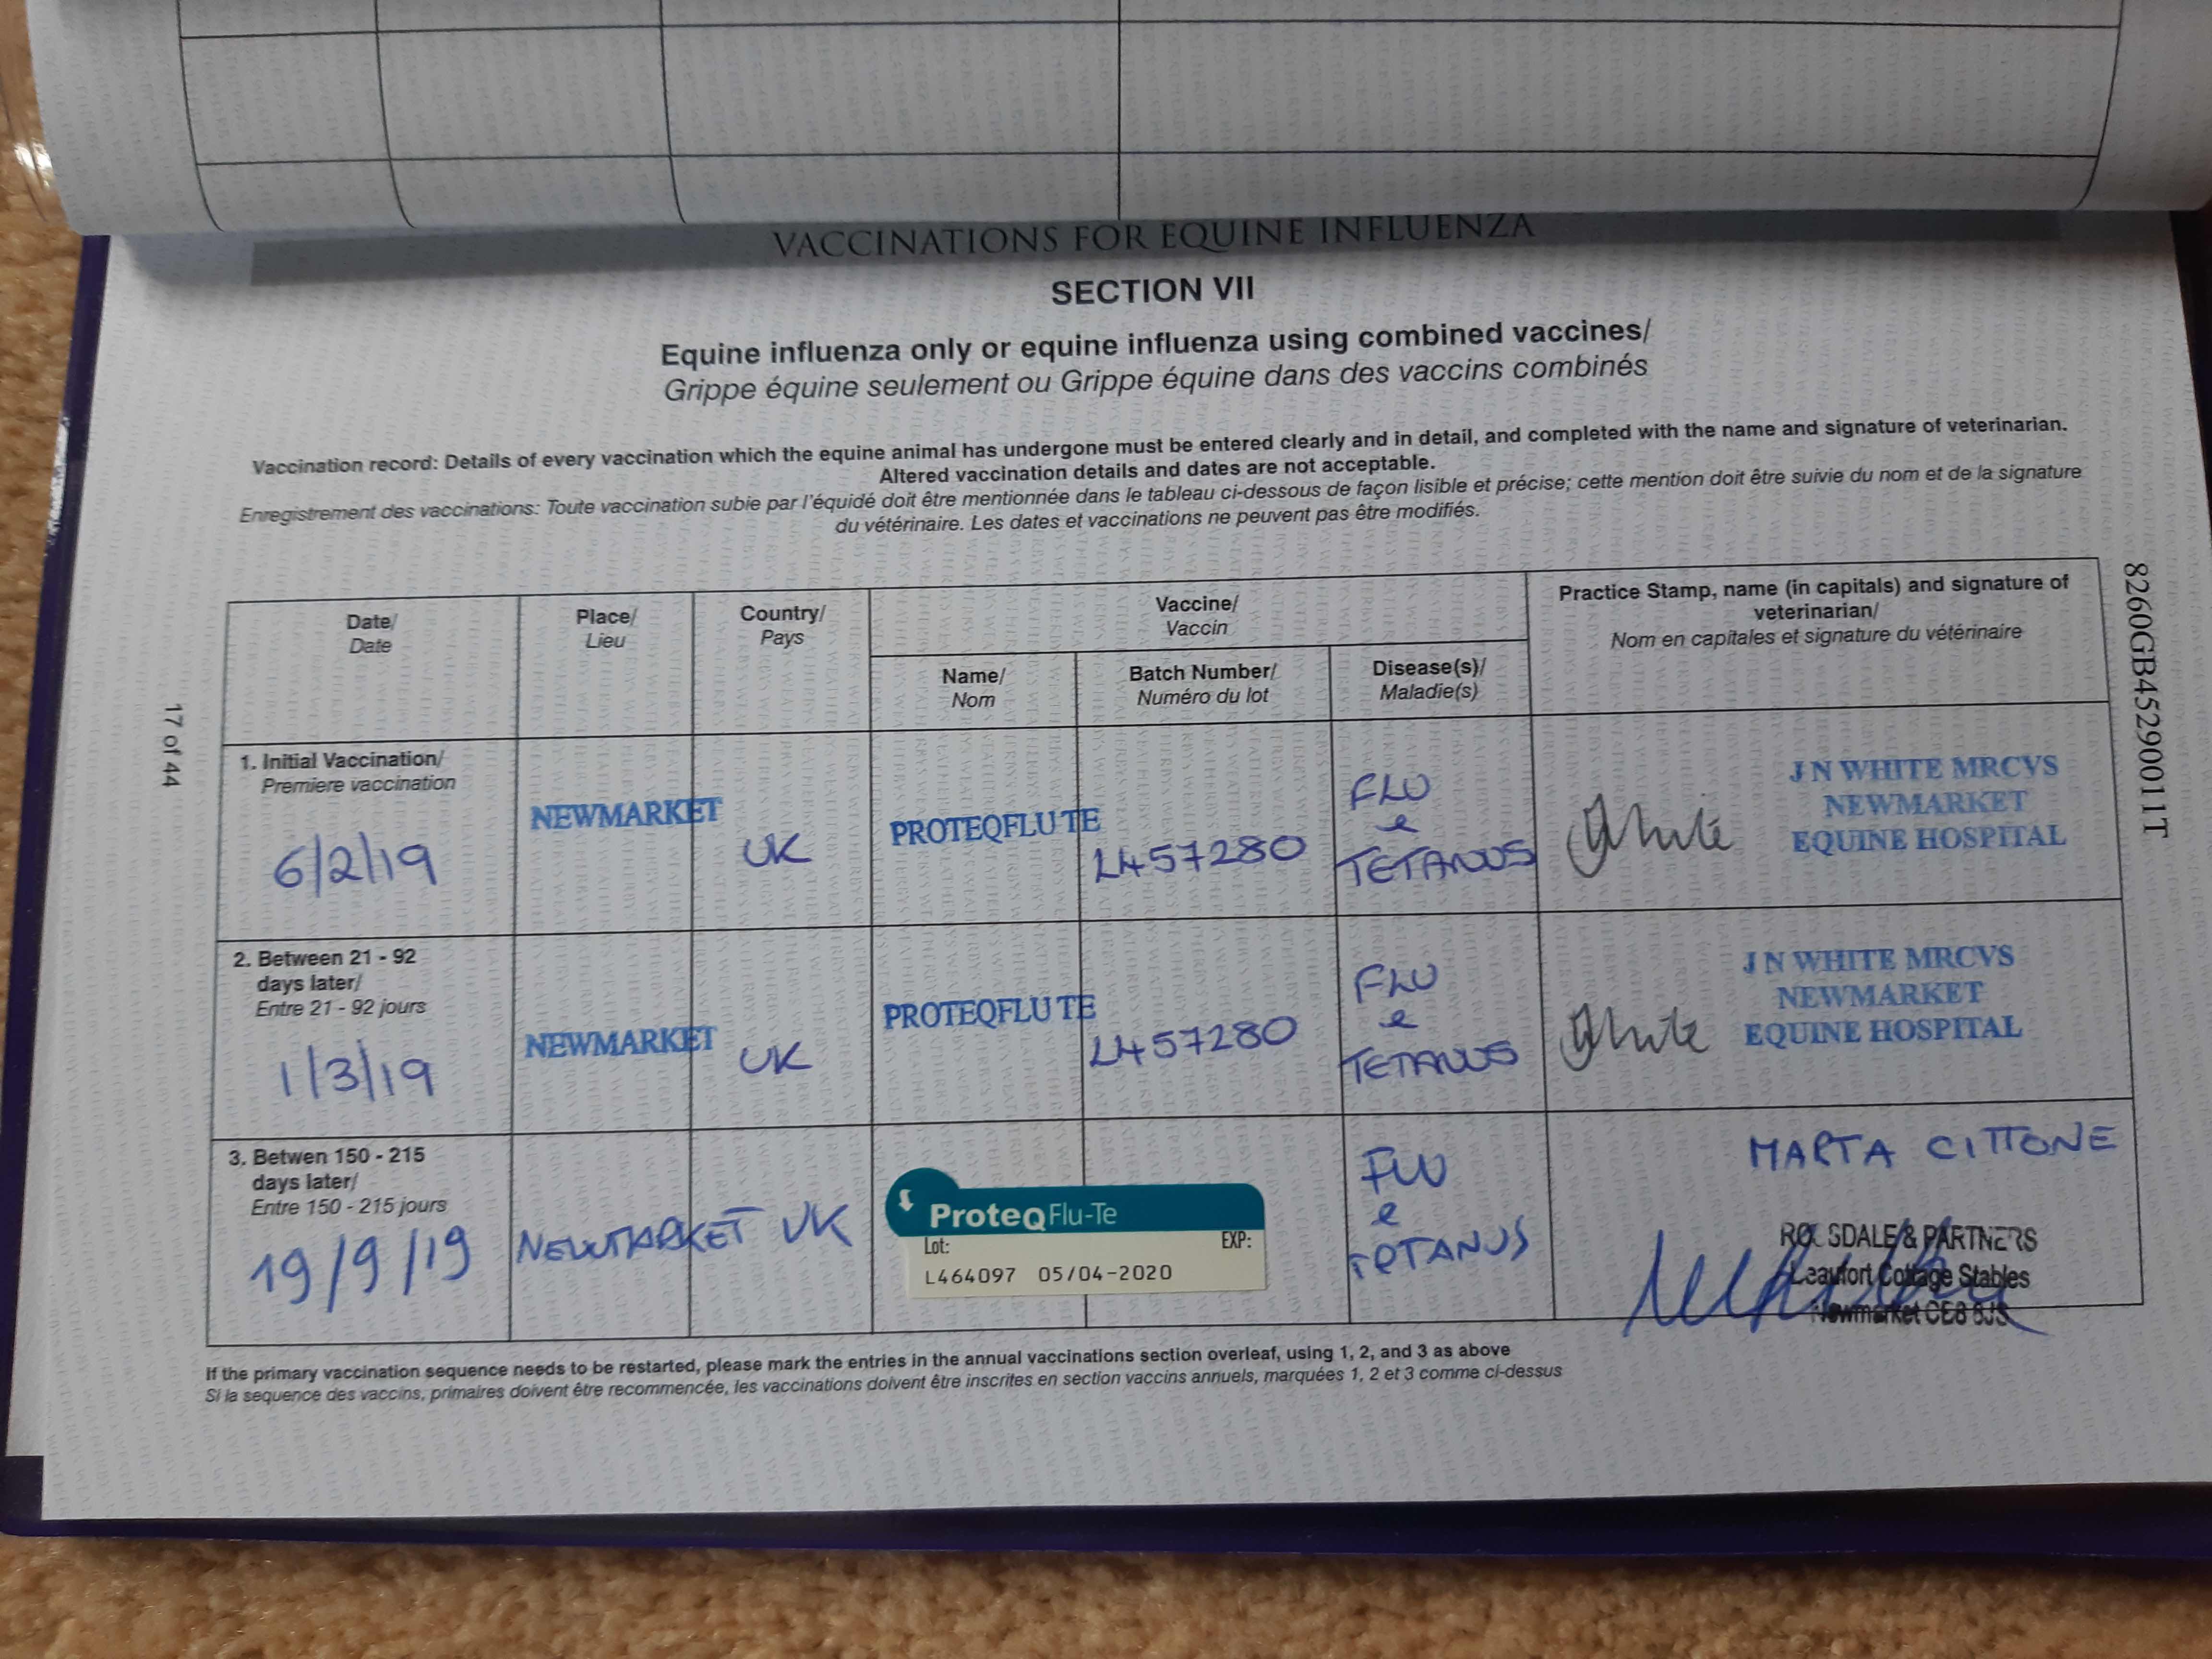 VACCINATIONS FOR EQUINE INFLUENZA
SECTION VII
Equine influenza only or equine influenza using combined vaccines/
Grippe équine seulement ou Grippe équine dans des vaccins combinés
Vaccination record: Details of every vaccination which the equine animal has undergone must be entered clearly and in detail, and completed with the name and signature of veterinarian.
Altered vaccination details and dates are not acceptable.
Enregistrement des vaccinations: Toute vaccination subie par l'équidé doit être mentionnée dans le tableau ci-dessous de façon lisible et précise; cette mention doit être suivie du nom et de la signature
du vétérinaire. Les dates et vaccinations ne peuvent pas être modifiés.
Date/
Date
Place/
Lieu
Country/
Pays
Vaccine/
Vaccin
Name/
Nom
Batch Number/
Numéro du lot
Disease(s)/
Maladie(s)
Practice Stamp, name (in capitals) and signature of
veterinarian/
Nom en capitales et signature du vétérinaire
1. Initial Vaccination/
Premiere vaccination
6/2/19
NEWMARKET
UK
PROTEQFLU TE
L457280
FLU
e
TETANUS
White
J N WHITE MRCVS
NEWMARKET
EQUINE HOSPITAL
2. Between 21 - 92
days later/
Entre 21 - 92 jours
1/3/19
NEWMARKET
UK
PROTEQFLU TE
L457280
FLU
e
TETANUS
White
J N WHITE MRCVS
NEWMARKET
EQUINE HOSPITAL
3. Betwen 150 - 215
days later/
Entre 150 - 215 jours
19/9/19
NEWMARKET
UK
ProteqFlu-Te
Lot:
EXP:
L464097 05/04-2020
FLU
e
TETANUS
MARTA CITTONE
& PARTNERS
Cottage Stables
Newmarket
If the primary vaccination sequence needs to be restarted, please mark the entries in the annual vaccinations section overleaf, using 1, 2, and 3 as above
Si la sequence des vaccins, primaires doivent être recommencée, les vaccinations doivent être inscrites en section vaccins annuels, marquées 1, 2 et 3 comme ci-dessus
17 of 44
8260GB45290011T